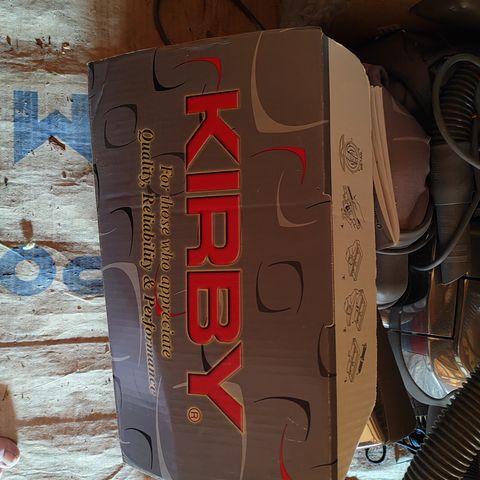 KIRBY®
For those who appreciate
Quality, Reliability & Performance